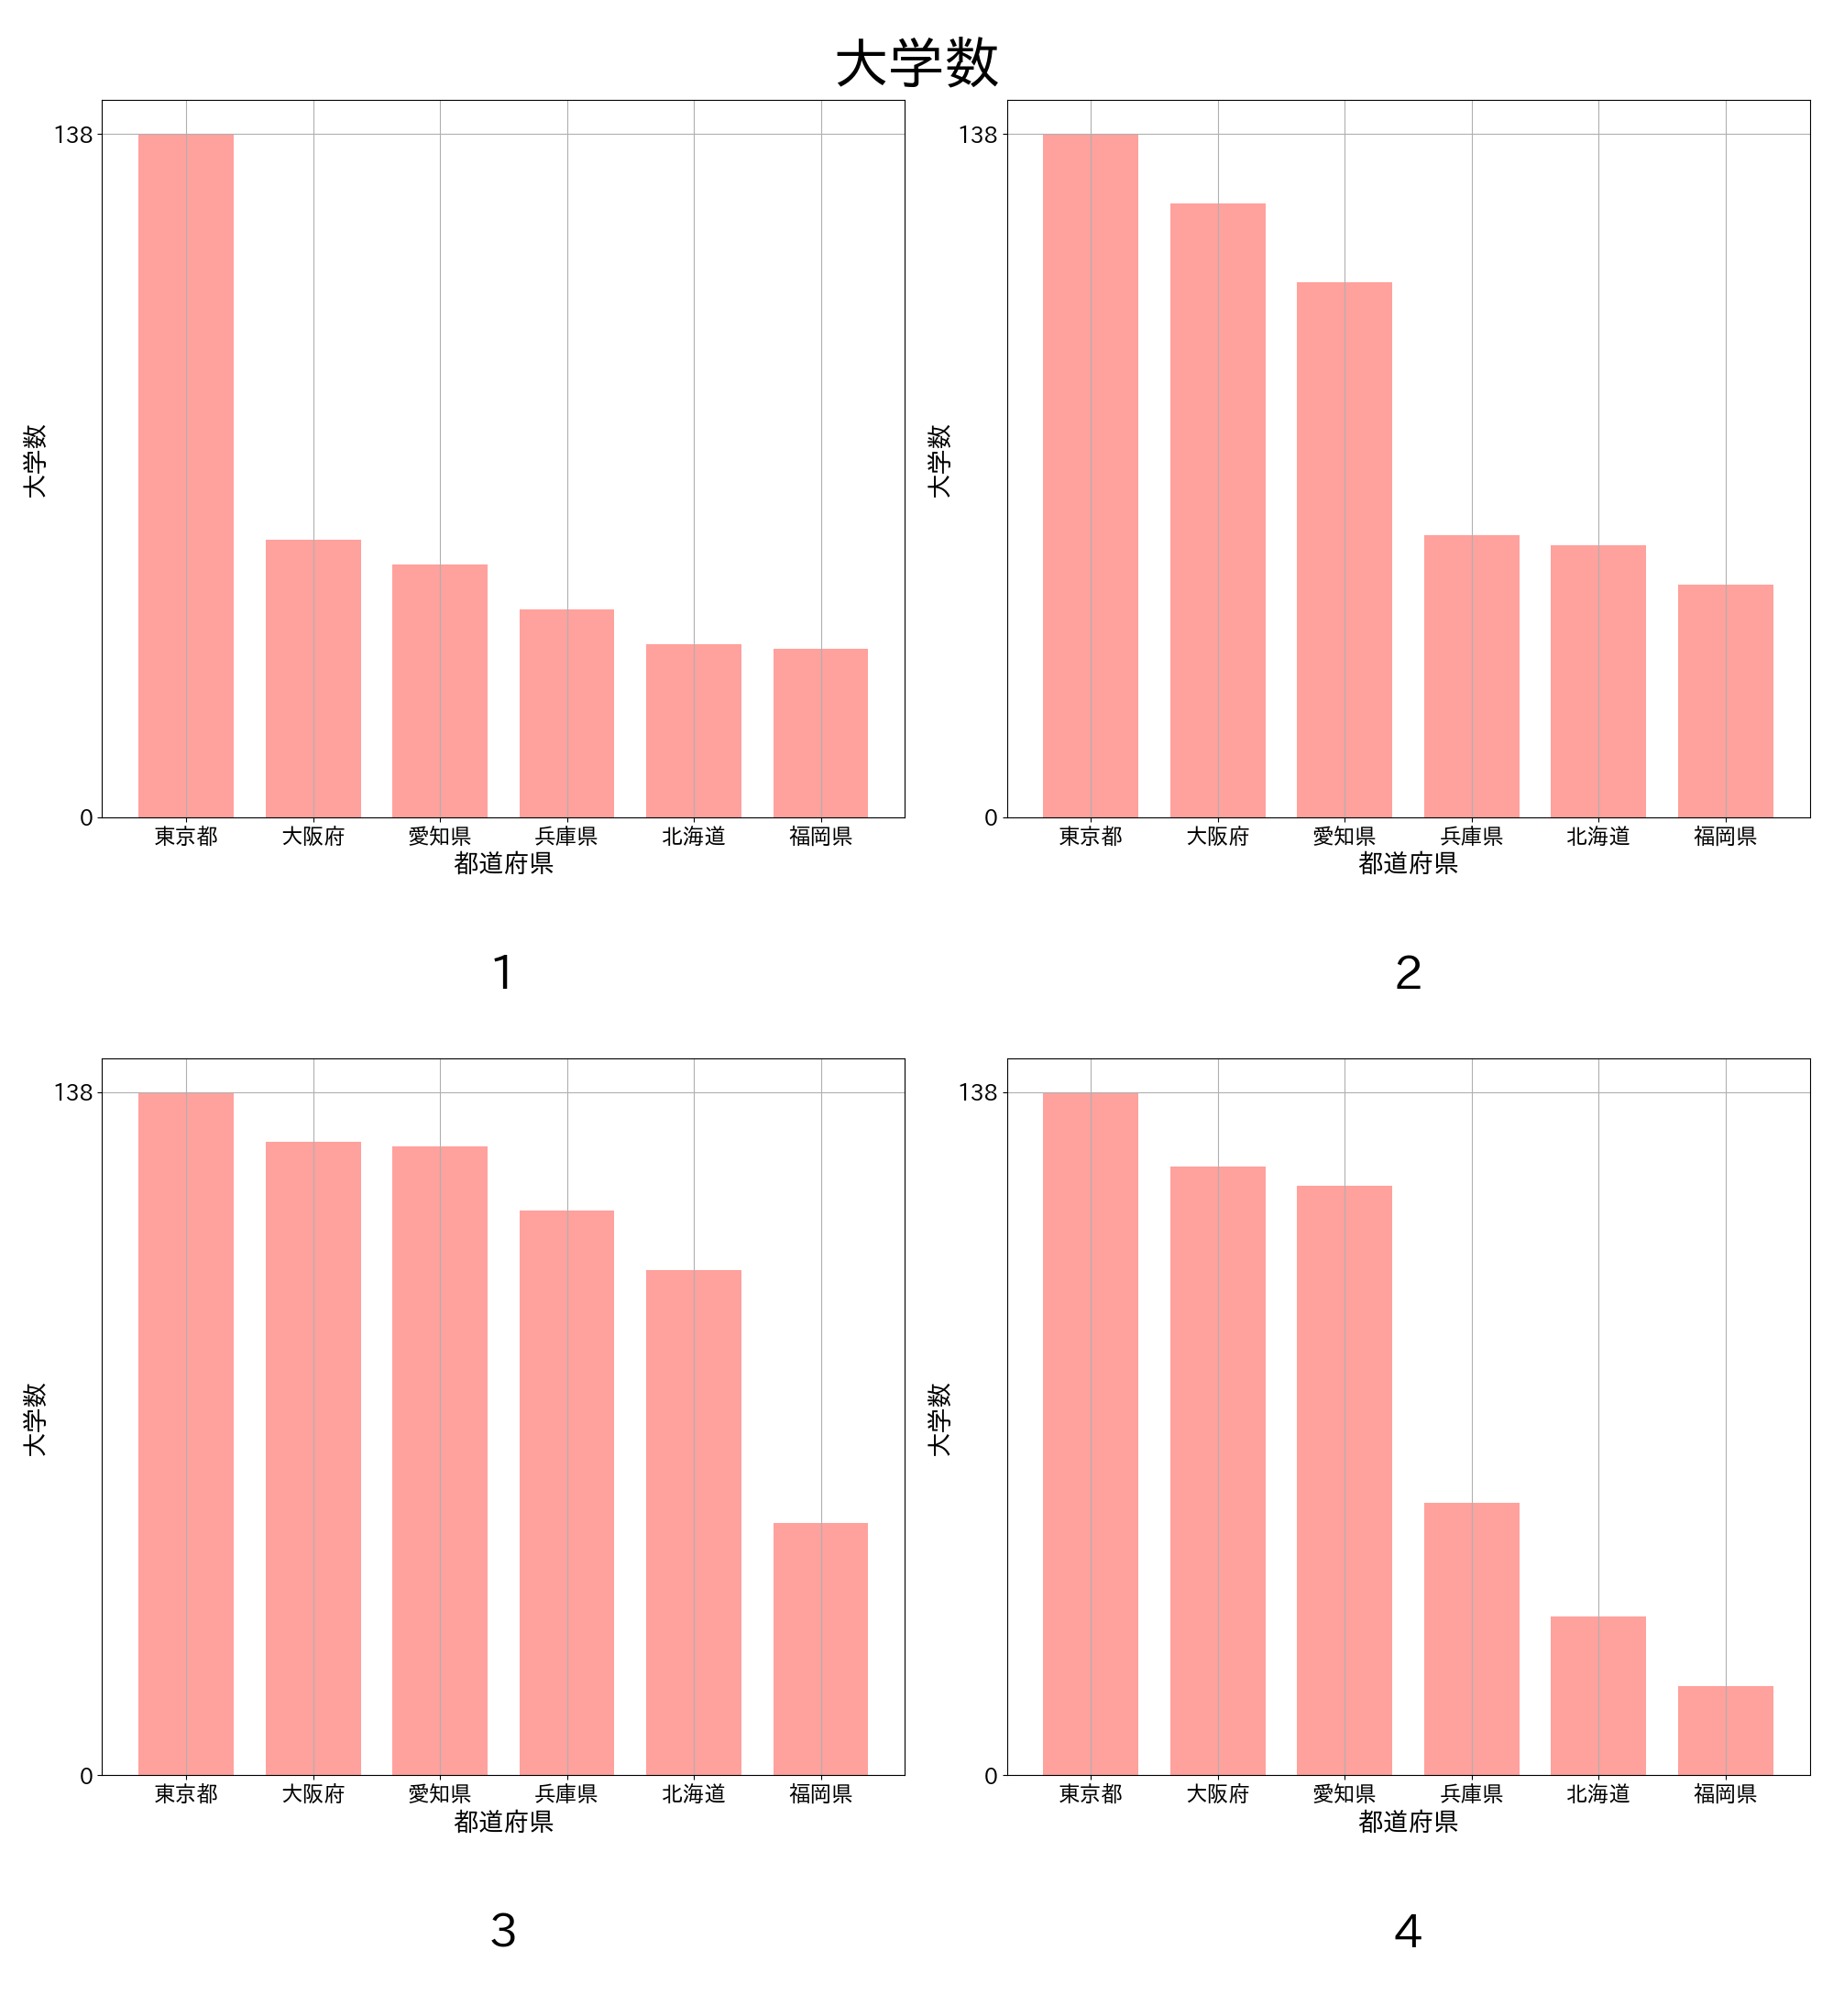 大学数
138
0
大学数
東京都 大阪府 愛知県 兵庫県 北海道 福岡県
都道府県
1
138
0
大学数
東京都 大阪府 愛知県 兵庫県 北海道 福岡県
都道府県
2
138
0
大学数
東京都 大阪府 愛知県 兵庫県 北海道 福岡県
都道府県
3
138
0
大学数
東京都 大阪府 愛知県 兵庫県 北海道 福岡県
都道府県
4